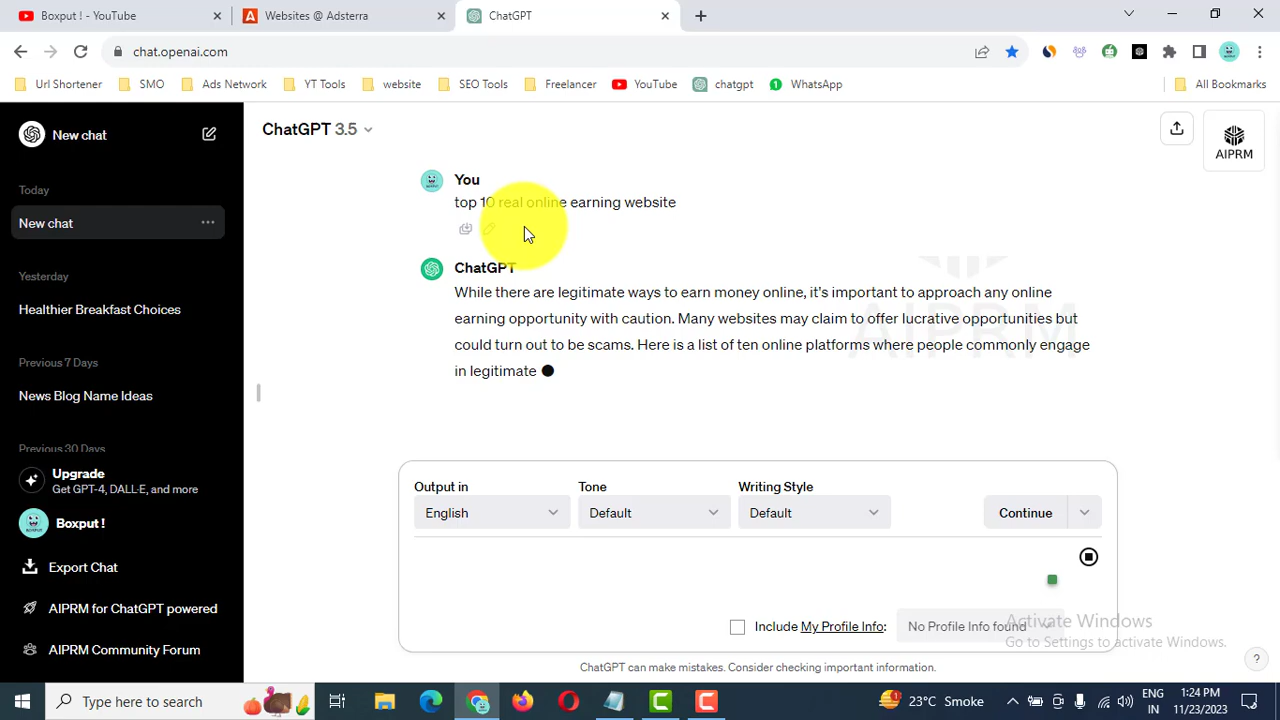 Boxput ! - YouTube
Websites @ Adsterra
ChatGPT
chat.openai.com
Url Shortener
SMO
Ads Network
YT Tools
website
SEO Tools
Freelancer
YouTube
chatgpt
WhatsApp
All Bookmarks
New chat
Today
New chat
Yesterday
Healthier Breakfast Choices
Previous 7 Days
News Blog Name Ideas
Previous 30 Days
Upgrade
Get GPT-4, DALL·E, and more
Boxput !
Export Chat
AIPRM for ChatGPT powered
AIPRM Community Forum
ChatGPT 3.5
AIPRM
You
top 10 real online earning website
ChatGPT
While there are legitimate ways to earn money online, it's important to approach any online
earning opportunity with caution. Many websites may claim to offer lucrative opportunities but
could turn out to be scams. Here is a list of ten online platforms where people commonly engage
in legitimate
AIPRM
Output in
Tone
Writing Style
English
Default
Default
Continue
Include My Profile Info:
No Profile Info found
Activate Windows
Go to Settings to activate Windows.
ChatGPT can make mistakes. Consider checking important information.
?
Type here to search
1
23°C Smoke
ENG
IN
1:24 PM
11/23/2023